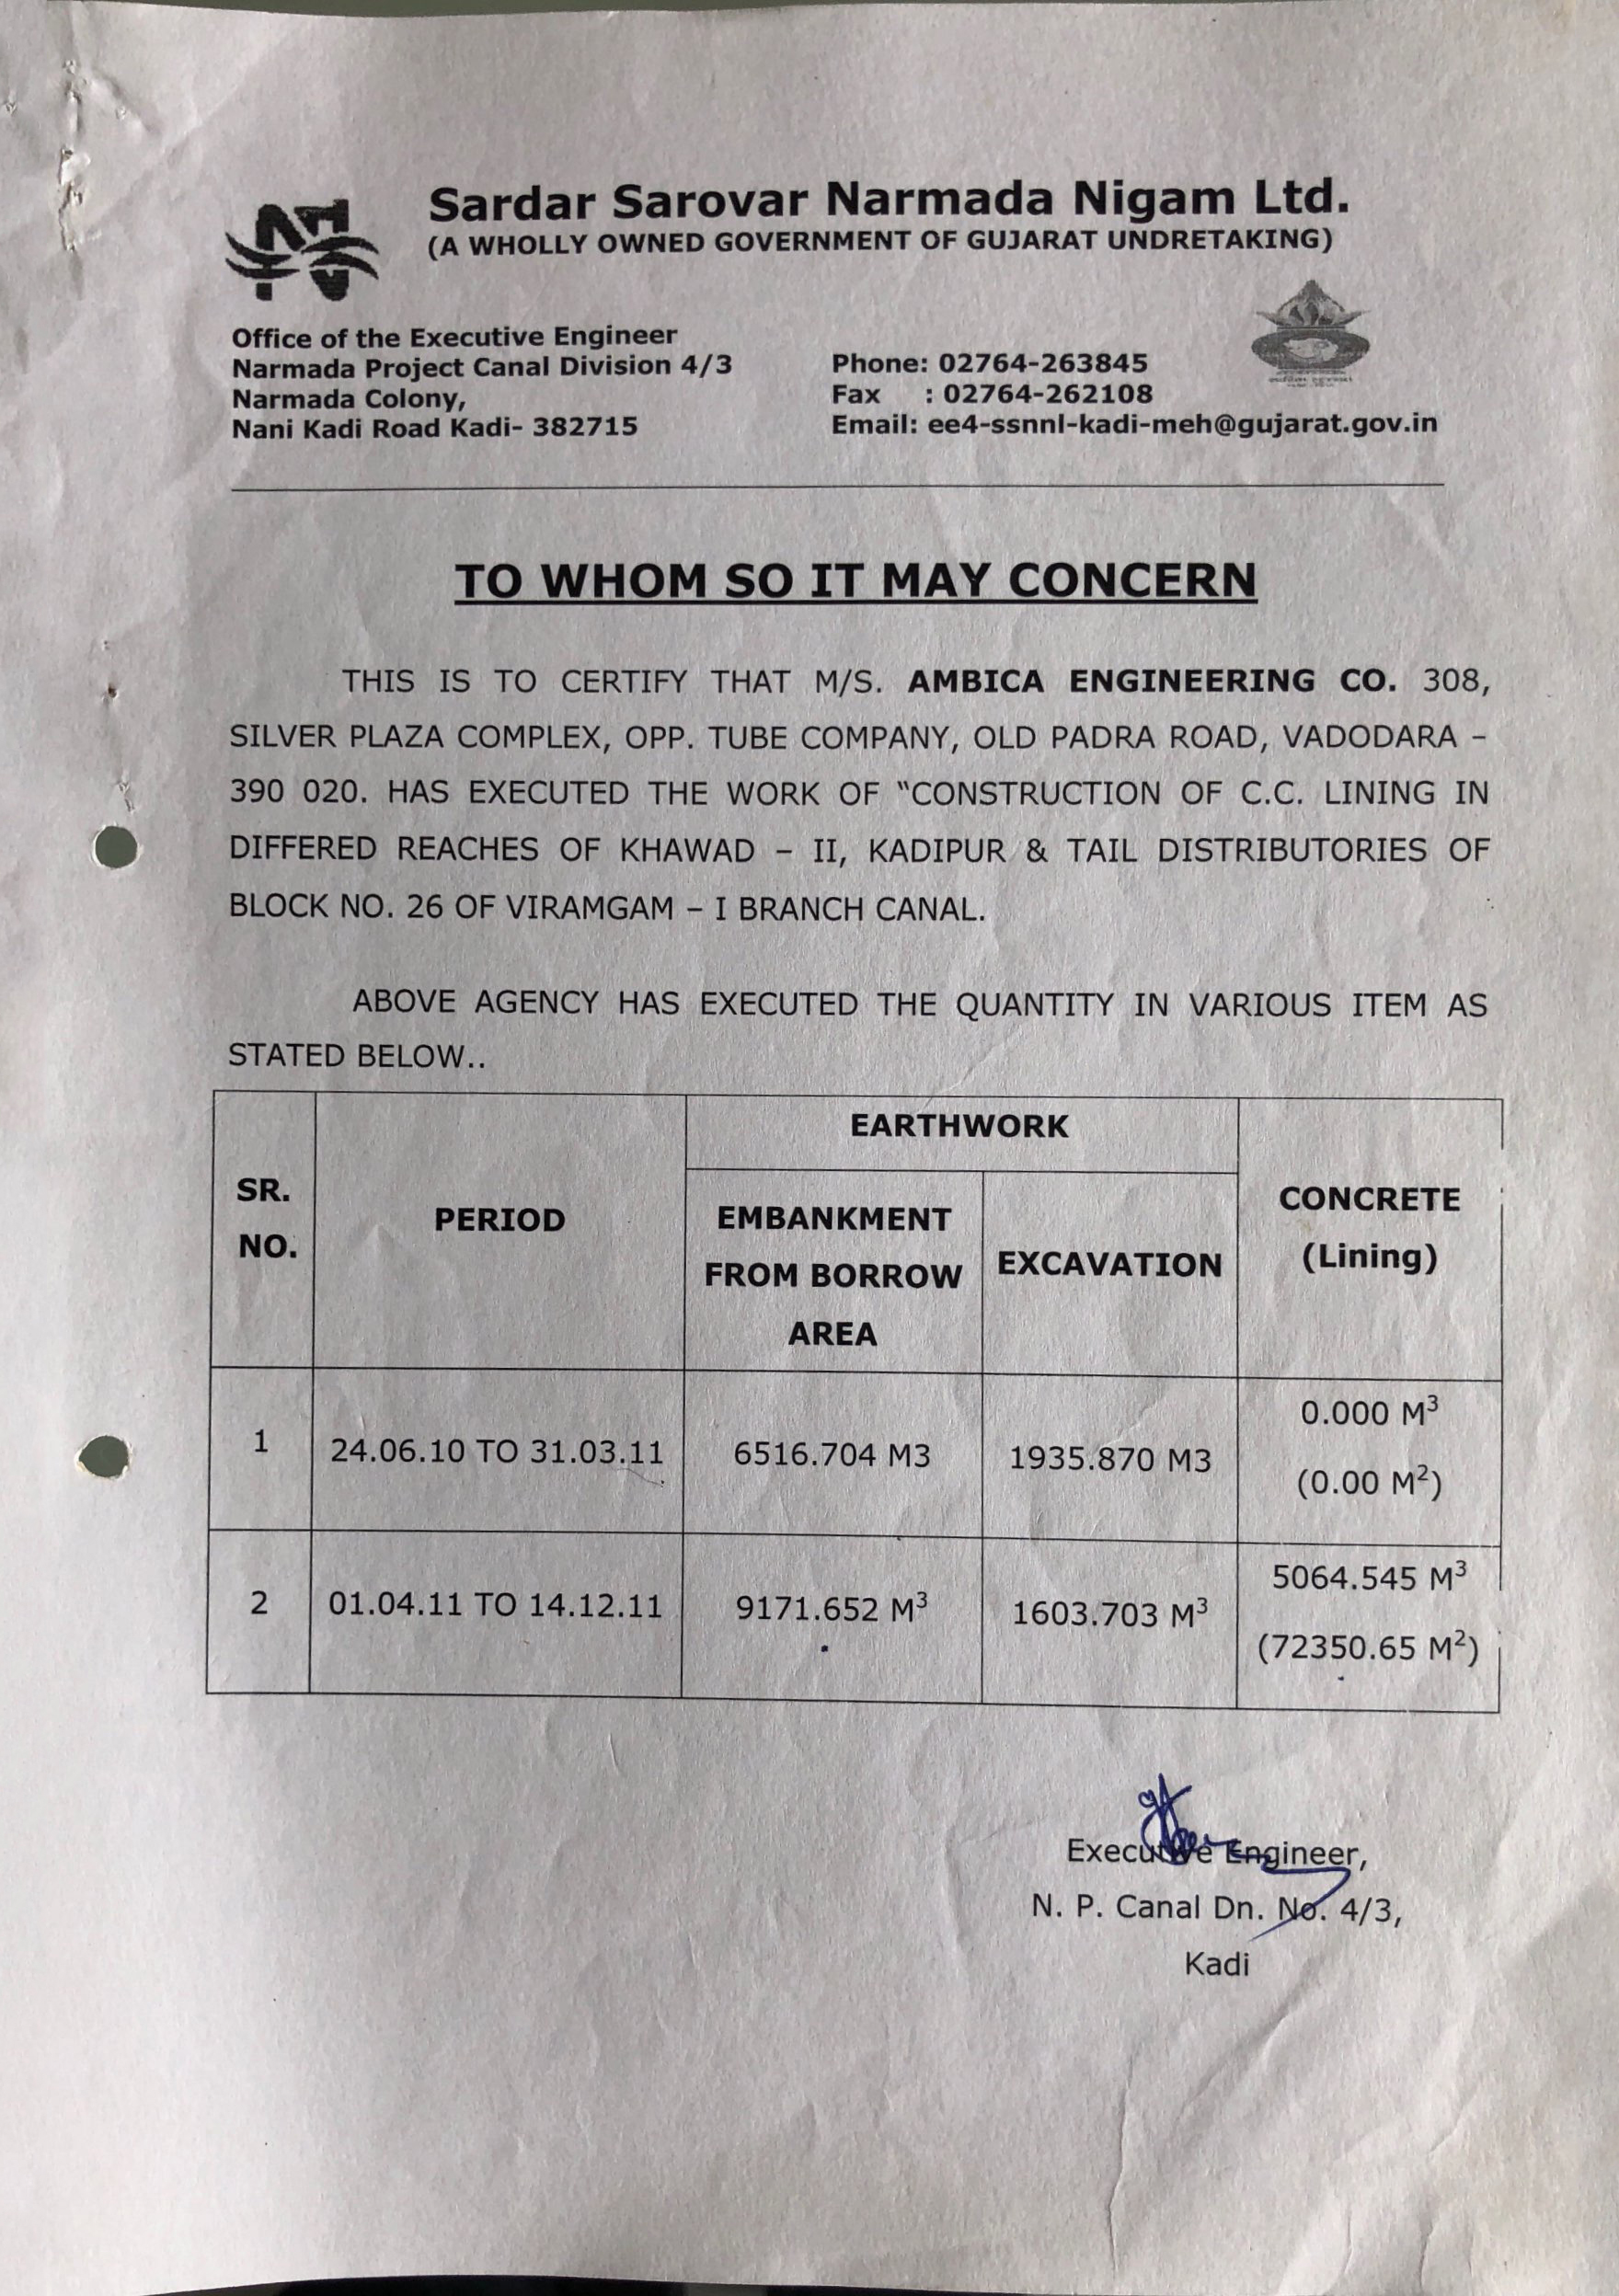 Sardar Sarovar Narmada Nigam Ltd.
(A WHOLLY OWNED GOVERNMENT OF GUJARAT UNDRETAKING)
Office of the Executive Engineer
Narmada Project Canal Division 4/3
Narmada Colony,
Nani Kadi Road Kadi- 382715
Phone: 02764-263845
Fax : 02764-262108
Email: ee4-ssnnl-kadi-meh@gujarat.gov.in
TO WHOM SO IT MAY CONCERN
THIS IS TO CERTIFY THAT M/S. AMBICA ENGINEERING CO. 308,
SILVER PLAZA COMPLEX, OPP. TUBE COMPANY, OLD PADRA ROAD, VADODARA –
390 020. HAS EXECUTED THE WORK OF “CONSTRUCTION OF C.C. LINING IN
DIFFERED REACHES OF KHAWAD – II, KADIPUR & TAIL DISTRIBUTORIES OF
BLOCK NO. 26 OF VIRAMGAM – I BRANCH CANAL.
ABOVE AGENCY HAS EXECUTED THE QUANTITY IN VARIOUS ITEM AS
STATED BELOW..
SR.
NO.
PERIOD
EARTHWORK
EMBANKMENT
FROM BORROW
AREA
EXCAVATION
CONCRETE
(Lining)
1
24.06.10 TO 31.03.11
6516.704 M3
1935.870 M3
0.000 M³
(0.00 M²)
2
01.04.11 TO 14.12.11
9171.652 M³
1603.703 M³
5064.545 M³
(72350.65 M²)
Executive Engineer,
N. P. Canal Dn. No. 4/3,
Kadi